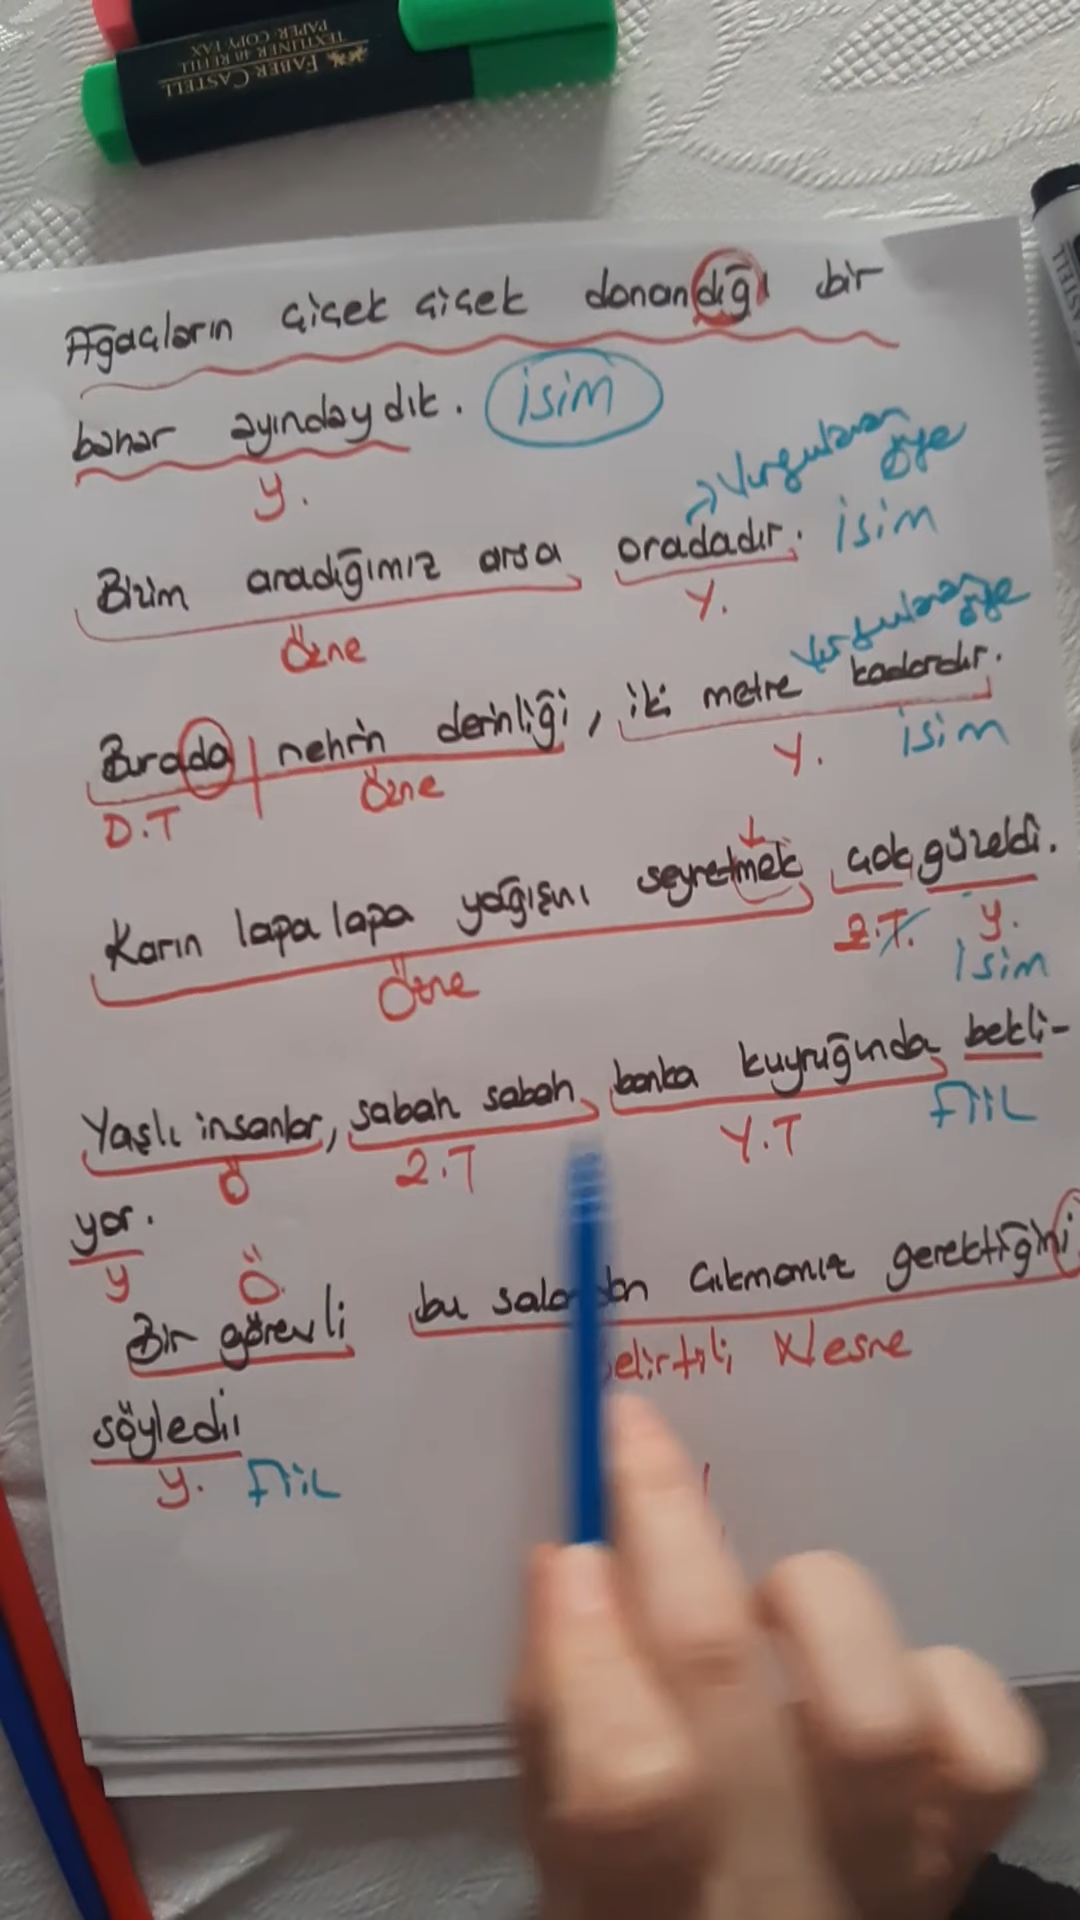 FABER CASTELL
TEXTLINER 48 REFILL
PAPER COPY FAX
Ağaçların çiçek çiçek donandığı bir
bahar ayındaydık. isim
y.
Vurgulanan
öğe
Bizim aradığımız arsa oradadır. isim
Özne y.
Vurgulanan öğe
Burada nehrin derinliği, iki metre kadardır.
D.T Özne y. isim
Karın lapa lapa yağışını seyretmek çok güzeldi.
Özne Z.T. y.
isim
Yaşlı insanlar, sabah sabah, banka kuyruğunda bekli-
Ö Z.T Y.T FİİL
yor.
y Ö.
Bir görevli bu salondan çıkmamız gerektiğini
Belirtili Nesne
söyledi
y. FİİL